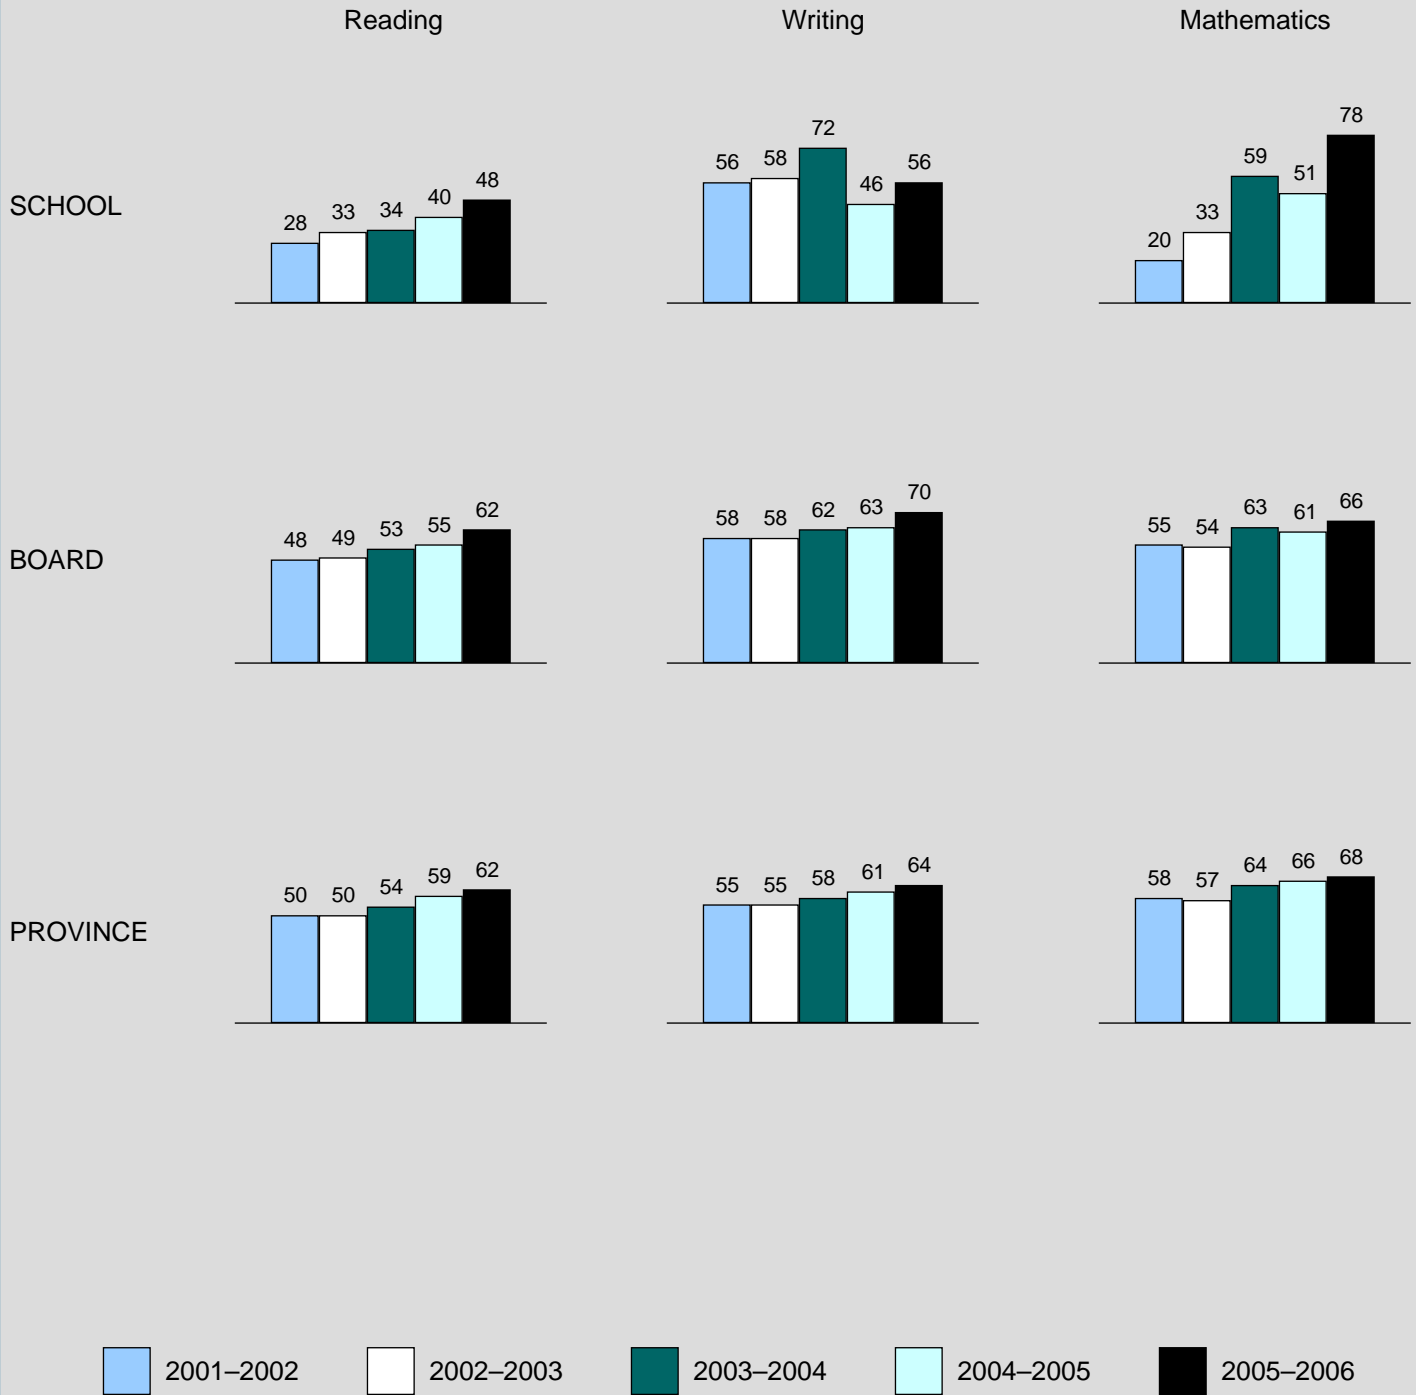 Reading Writing Mathematics
SCHOOL
28 33 34 40 48
56 58 72 46 56
20 33 59 51 78
BOARD
48 49 53 55 62
58 58 62 63 70
55 54 63 61 66
PROVINCE
50 50 54 59 62
55 55 58 61 64
58 57 64 66 68
2001–2002 2002–2003 2003–2004 2004–2005 2005–2006